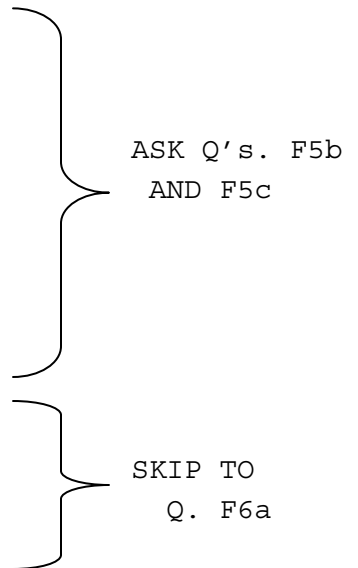 ASK Q’s. F5b
AND F5c
SKIP TO
Q. F6a